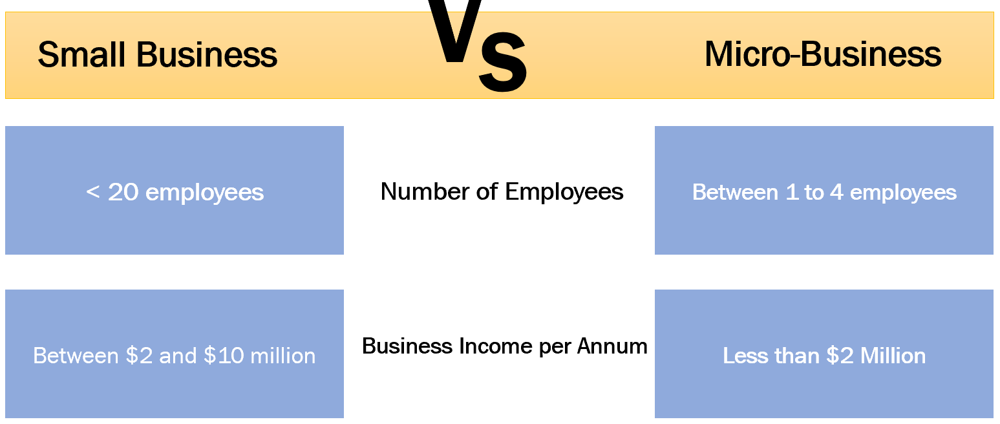 Small Business
Vs
Micro-Business
< 20 employees
Number of Employees
Between 1 to 4 employees
Between $2 and $10 million
Business Income per Annum
Less than $2 Million